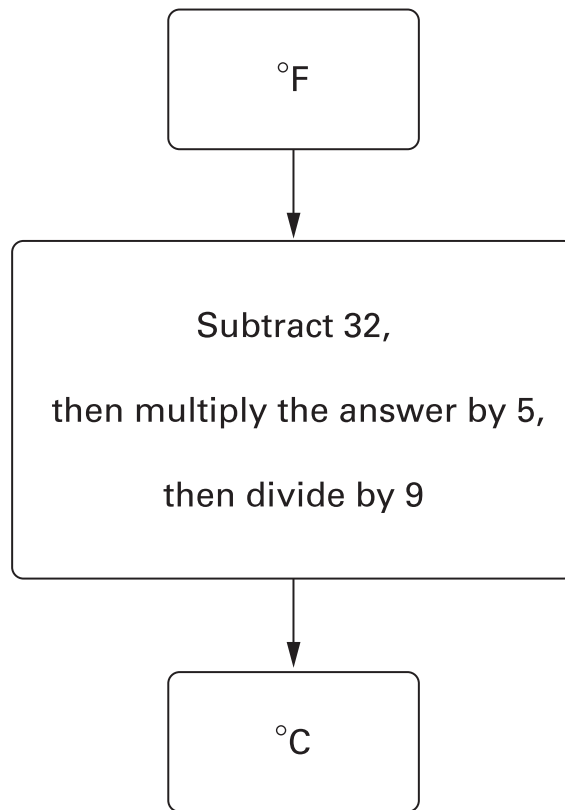 °F
Subtract 32,
then multiply the answer by 5,
then divide by 9
°C